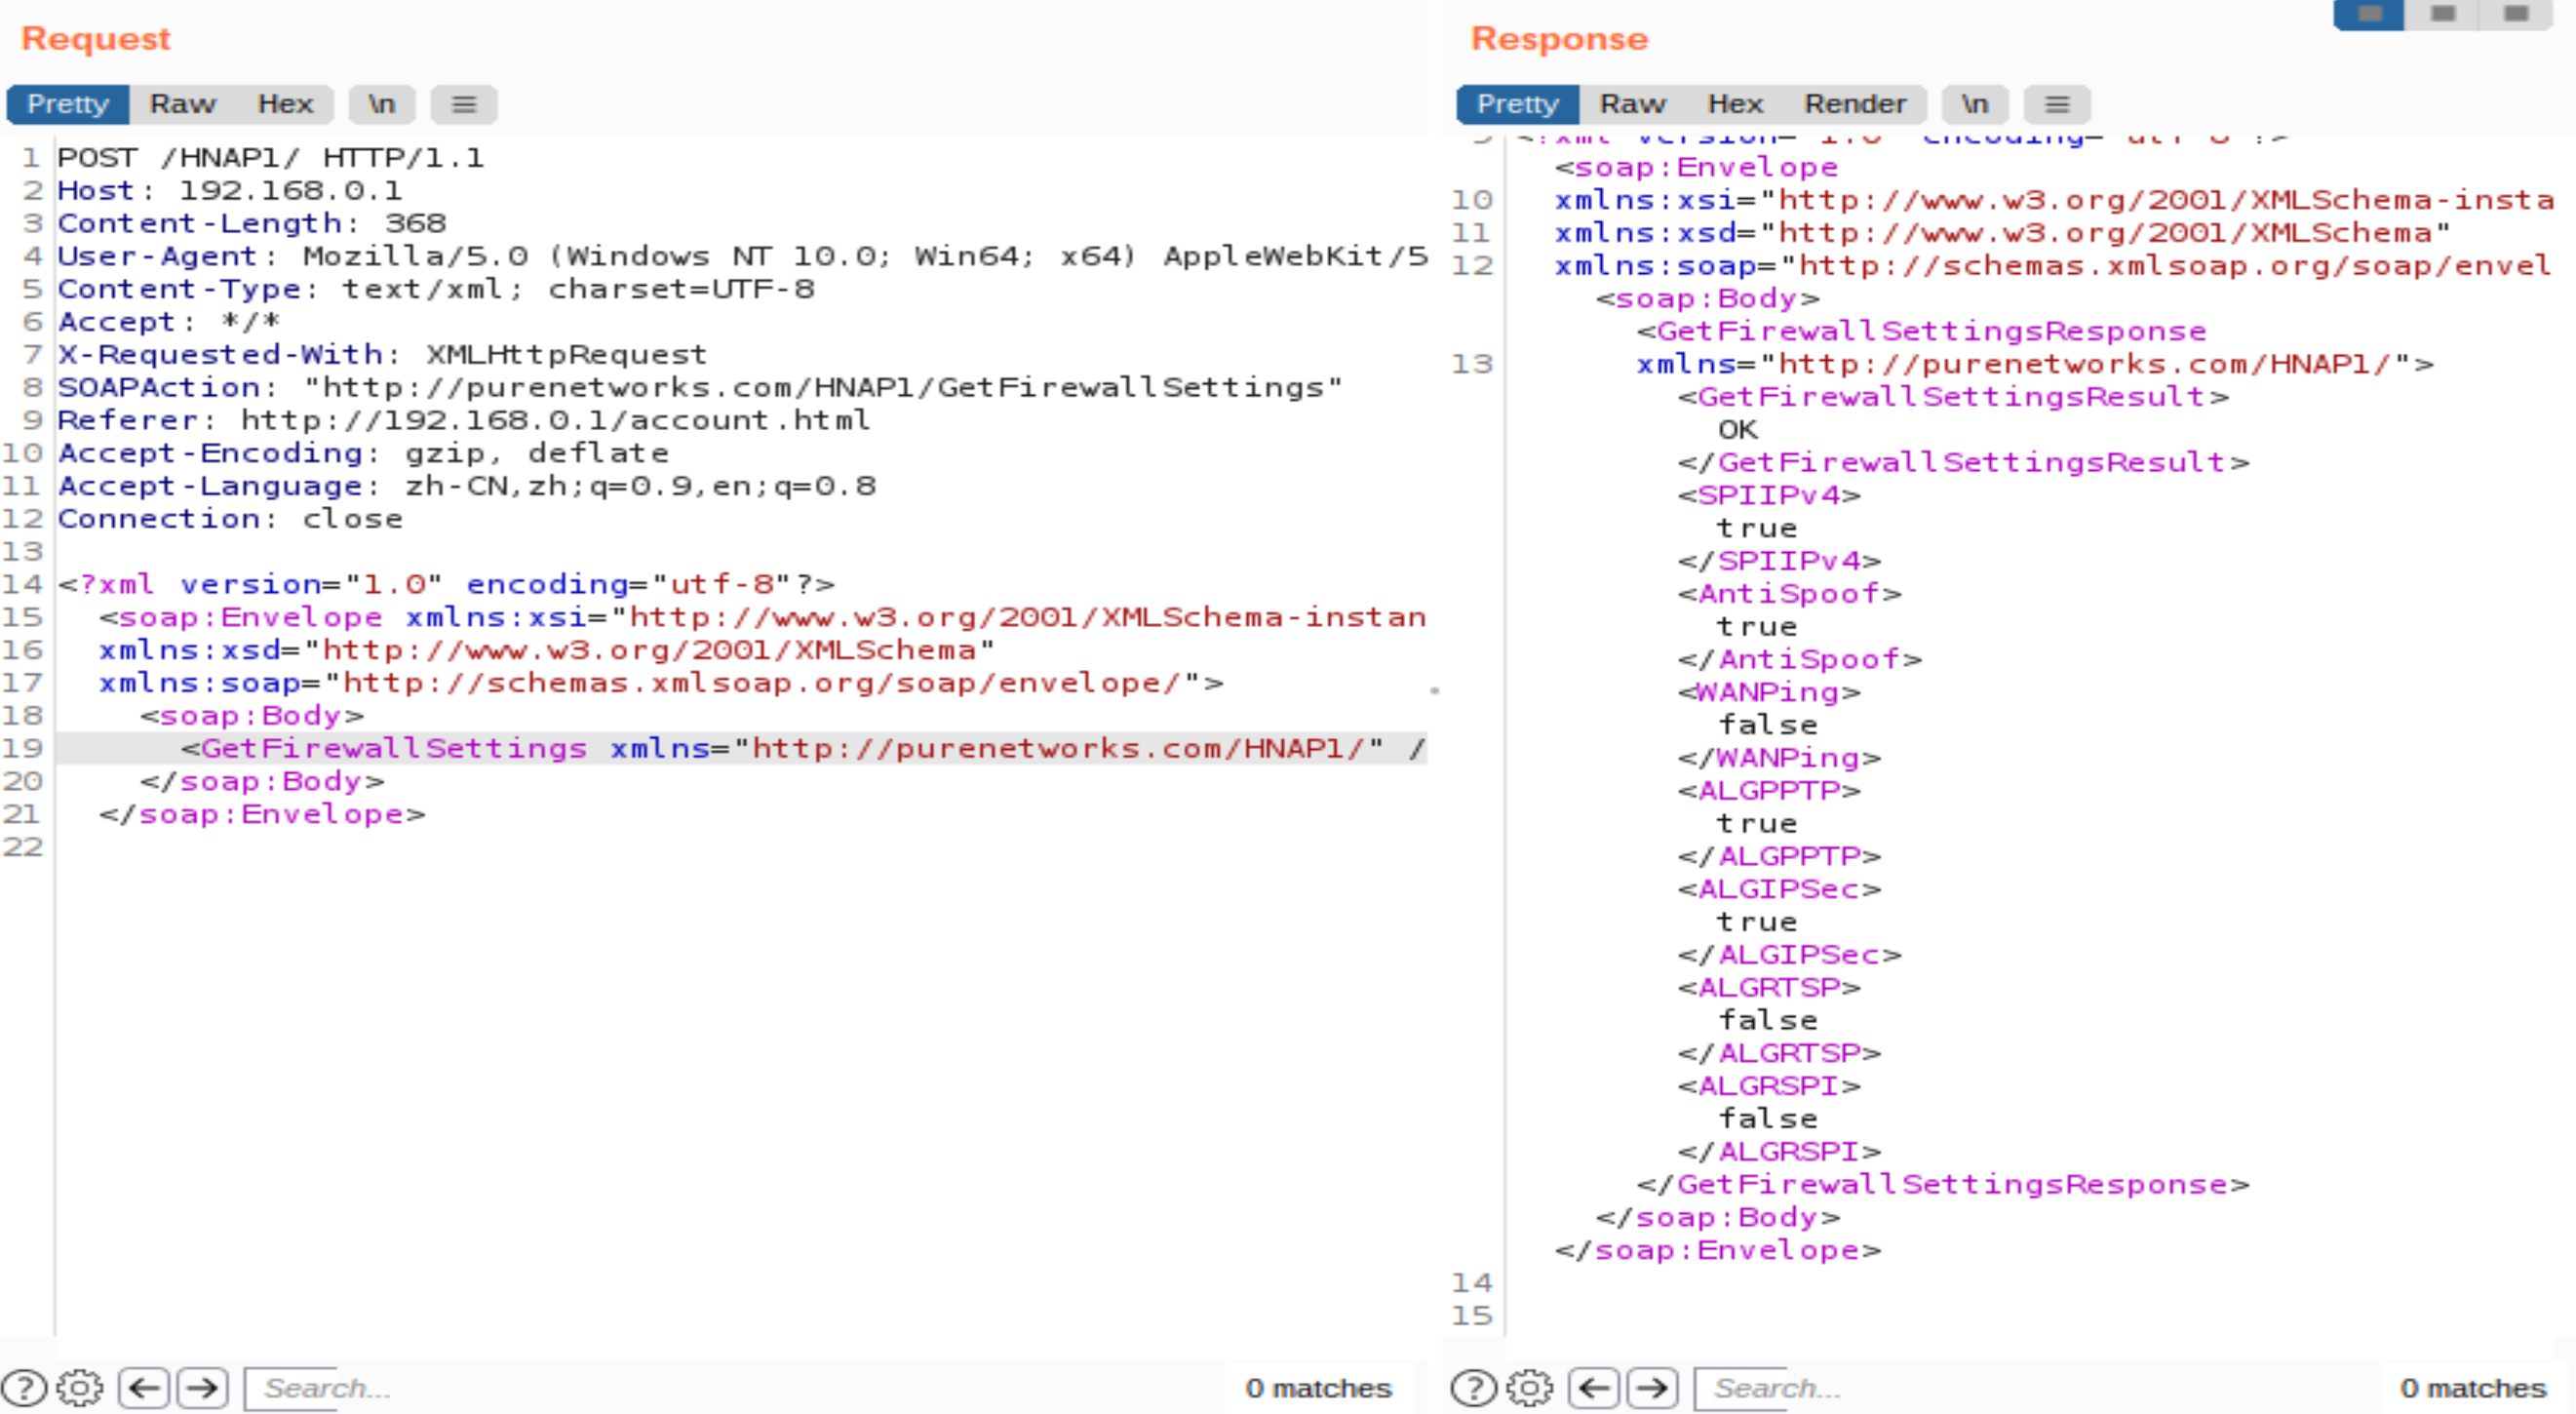 Request
Pretty Raw Hex \n ≡
1 POST /HNAP1/ HTTP/1.1
2 Host: 192.168.0.1
3 Content-Length: 368
4 User-Agent: Mozilla/5.0 (Windows NT 10.0; Win64; x64) AppleWebKit/5
5 Content-Type: text/xml; charset=UTF-8
6 Accept: */*
7 X-Requested-With: XMLHttpRequest
8 SOAPAction: "http://purenetworks.com/HNAP1/GetFirewallSettings"
9 Referer: http://192.168.0.1/account.html
10 Accept-Encoding: gzip, deflate
11 Accept-Language: zh-CN,zh;q=0.9,en;q=0.8
12 Connection: close
13
14 <?xml version="1.0" encoding="utf-8"?>
15 <soap:Envelope xmlns:xsi="http://www.w3.org/2001/XMLSchema-instan
16 xmlns:xsd="http://www.w3.org/2001/XMLSchema"
17 xmlns:soap="http://schemas.xmlsoap.org/soap/envelope/">
18 <soap:Body>
19 <GetFirewallSettings xmlns="http://purenetworks.com/HNAP1/" /
20 </soap:Body>
21 </soap:Envelope>
22
? Search... 0 matches
Response
Pretty Raw Hex Render \n ≡
9 <?xml version="1.0" encoding="utf-8"?>
<soap:Envelope
10 xmlns:xsi="http://www.w3.org/2001/XMLSchema-insta
11 xmlns:xsd="http://www.w3.org/2001/XMLSchema"
12 xmlns:soap="http://schemas.xmlsoap.org/soap/envel
<soap:Body>
<GetFirewallSettingsResponse
13 xmlns="http://purenetworks.com/HNAP1/">
<GetFirewallSettingsResult>
OK
</GetFirewallSettingsResult>
<SPIIPv4>
true
</SPIIPv4>
<AntiSpoof>
true
</AntiSpoof>
<WANPing>
false
</WANPing>
<ALGPPTP>
true
</ALGPPTP>
<ALGIPSec>
true
</ALGIPSec>
<ALGRTSP>
false
</ALGRTSP>
<ALGRSPI>
false
</ALGRSPI>
</GetFirewallSettingsResponse>
</soap:Body>
</soap:Envelope>
14
15
? Search... 0 matches